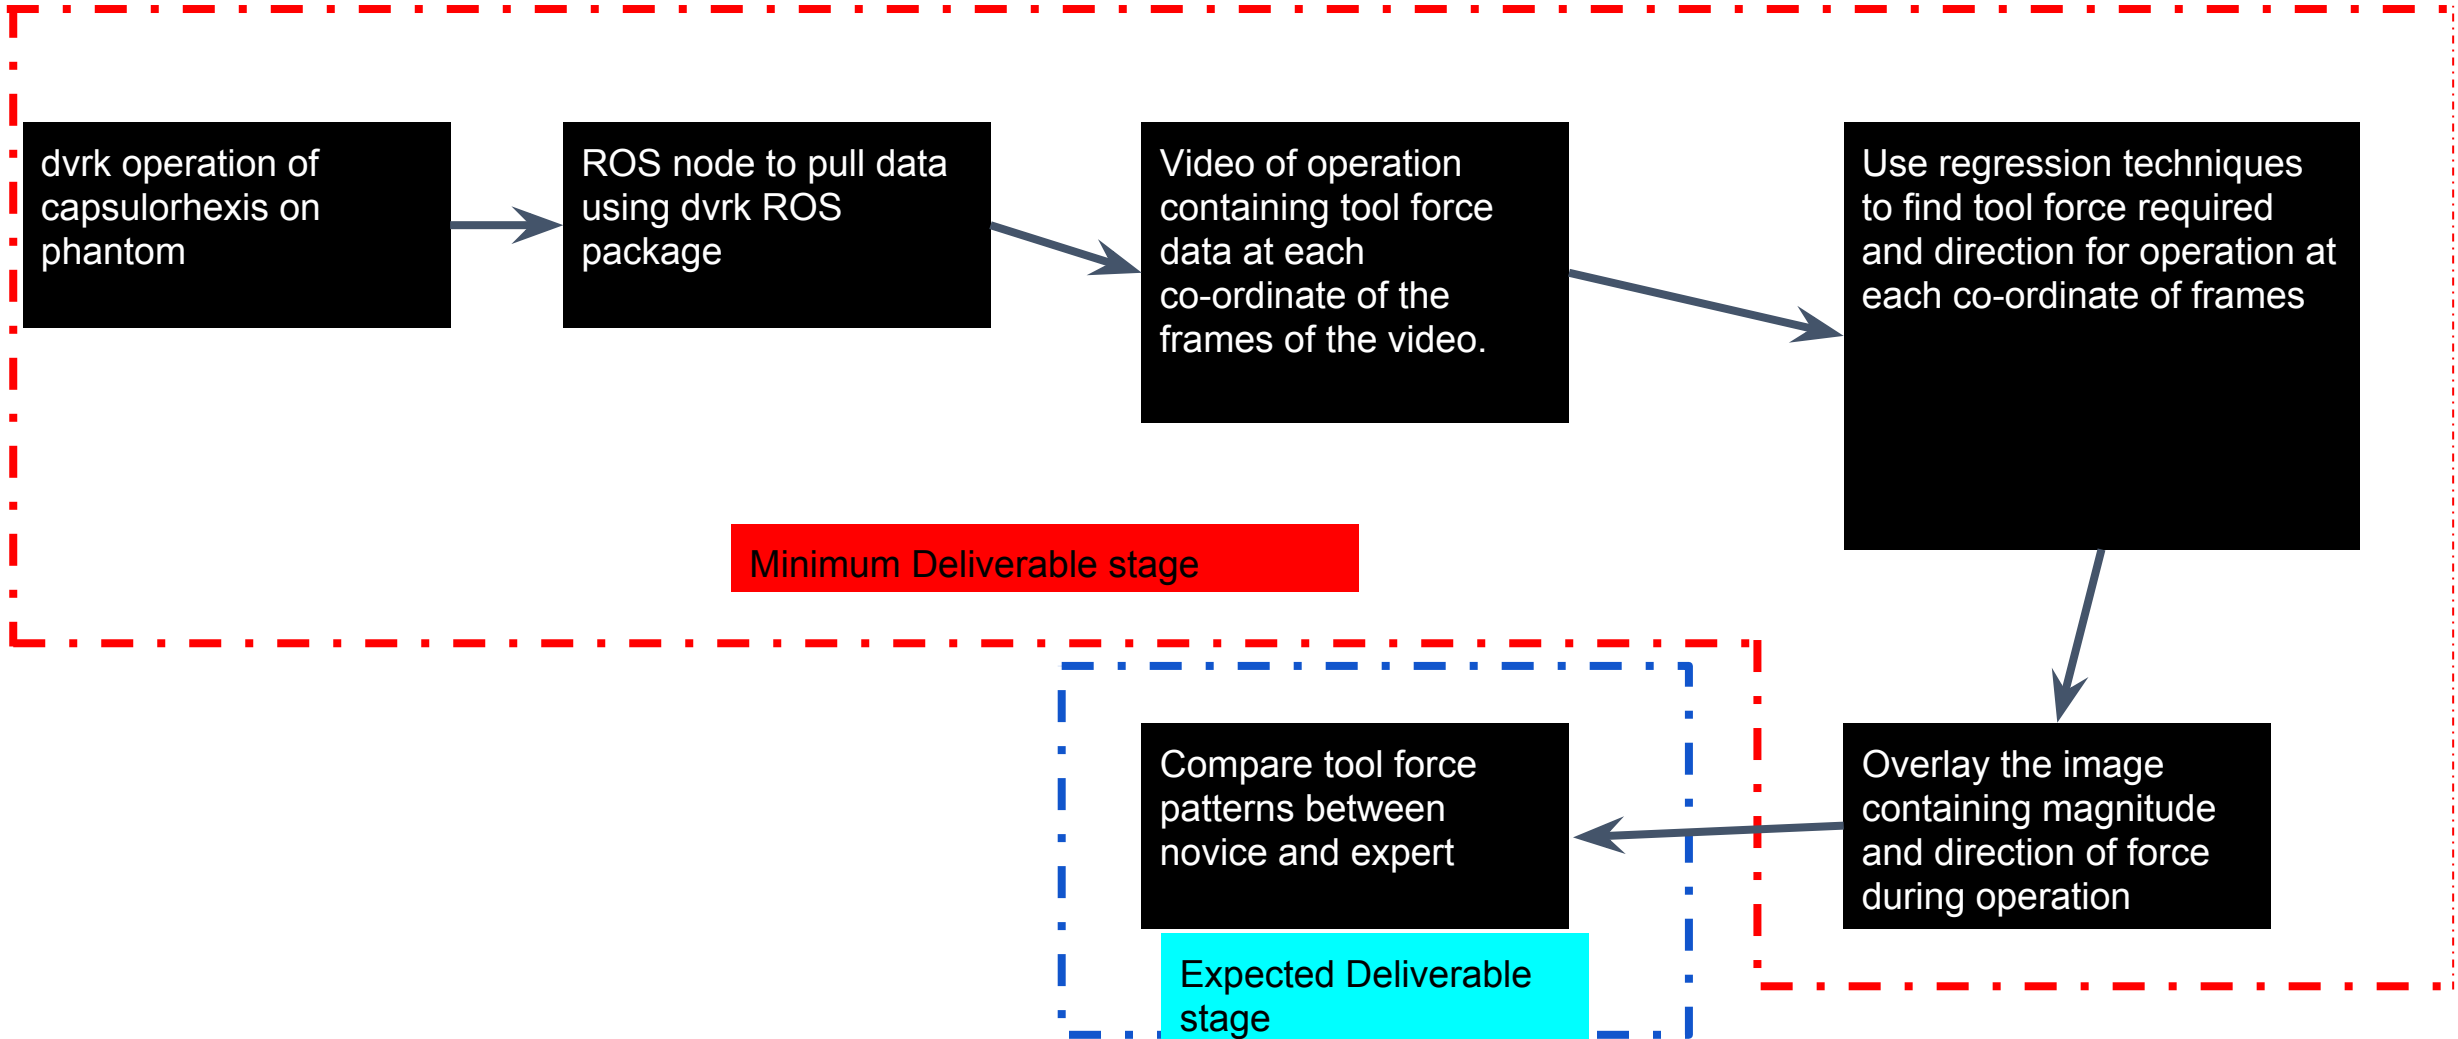 dvrk operation of
capsulorhexis on
phantom
ROS node to pull data
using dvrk ROS
package
Video of operation
containing tool force
data at each
co-ordinate of the
frames of the video.
Use regression techniques
to find tool force required
and direction for operation at
each co-ordinate of frames
Minimum Deliverable stage
Overlay the image
containing magnitude
and direction of force
during operation
Compare tool force
patterns between
novice and expert
Expected Deliverable
stage